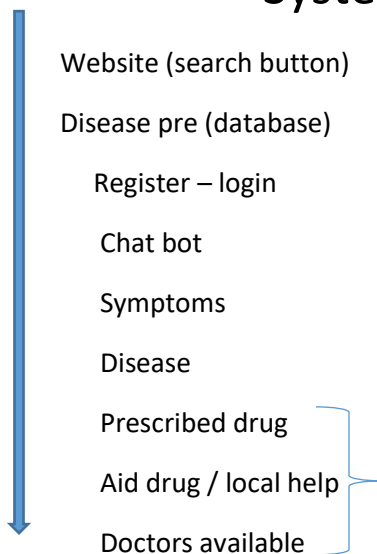 Website (search button)
Disease pre (database)
Register – login
Chat bot
Symptoms
Disease
Prescribed drug
Aid drug / local help
Doctors available